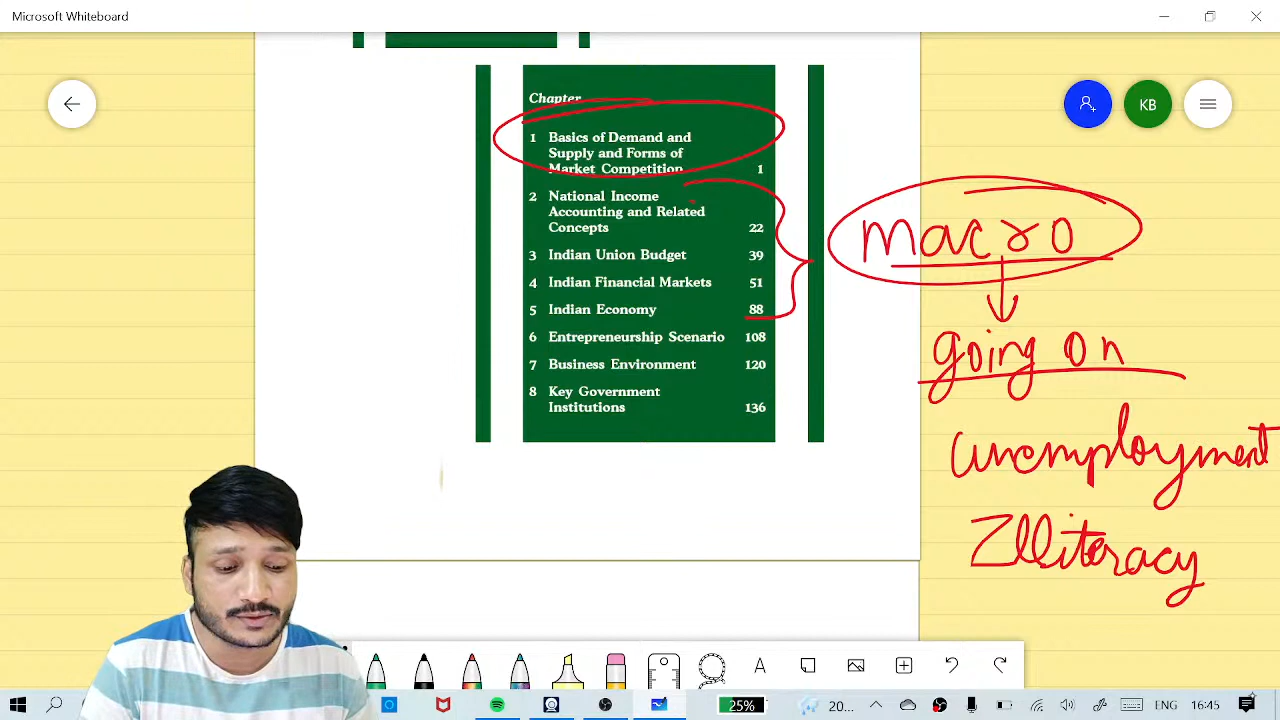 Microsoft Whiteboard
KB
Chapter
1 Basics of Demand and
Supply and Forms of
Market Competition 1
2 National Income
Accounting and Related
Concepts 22
3 Indian Union Budget 39
4 Indian Financial Markets 51
5 Indian Economy 88
6 Entrepreneurship Scenario 108
7 Business Environment 120
8 Key Government
Institutions 136
macro
going on
unemployment
Illiteracy
A
25%
20...
ENG
16:45